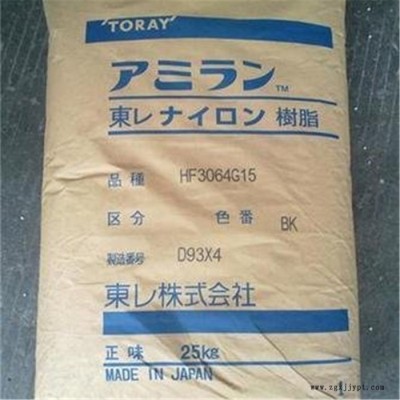 'TORAY'
アミラン™
東レ ナイロン 樹脂
品種 HF3064G15
区分 色番 BK
製造番号 D93X4
東レ株式会社
正味 25kg
MADE IN JAPAN
1
www.zgxjjypt.com